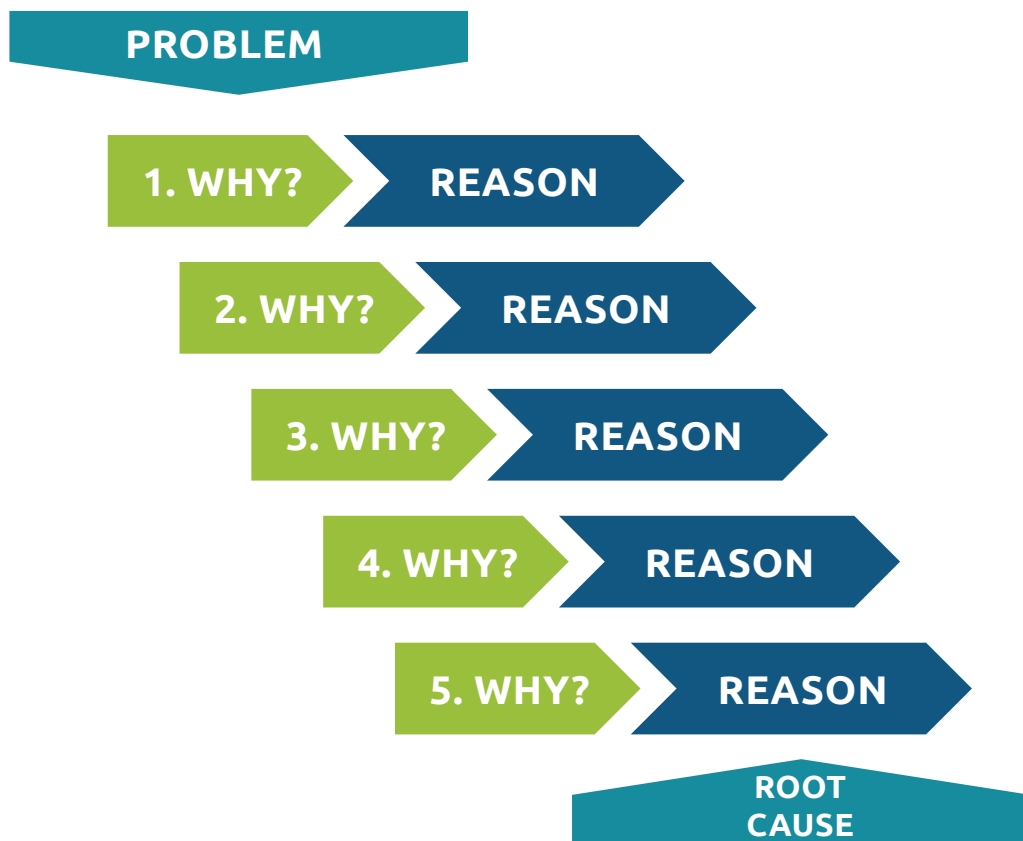 PROBLEM
1. WHY? REASON
2. WHY? REASON
3. WHY? REASON
4. WHY? REASON
5. WHY? REASON
ROOT
CAUSE